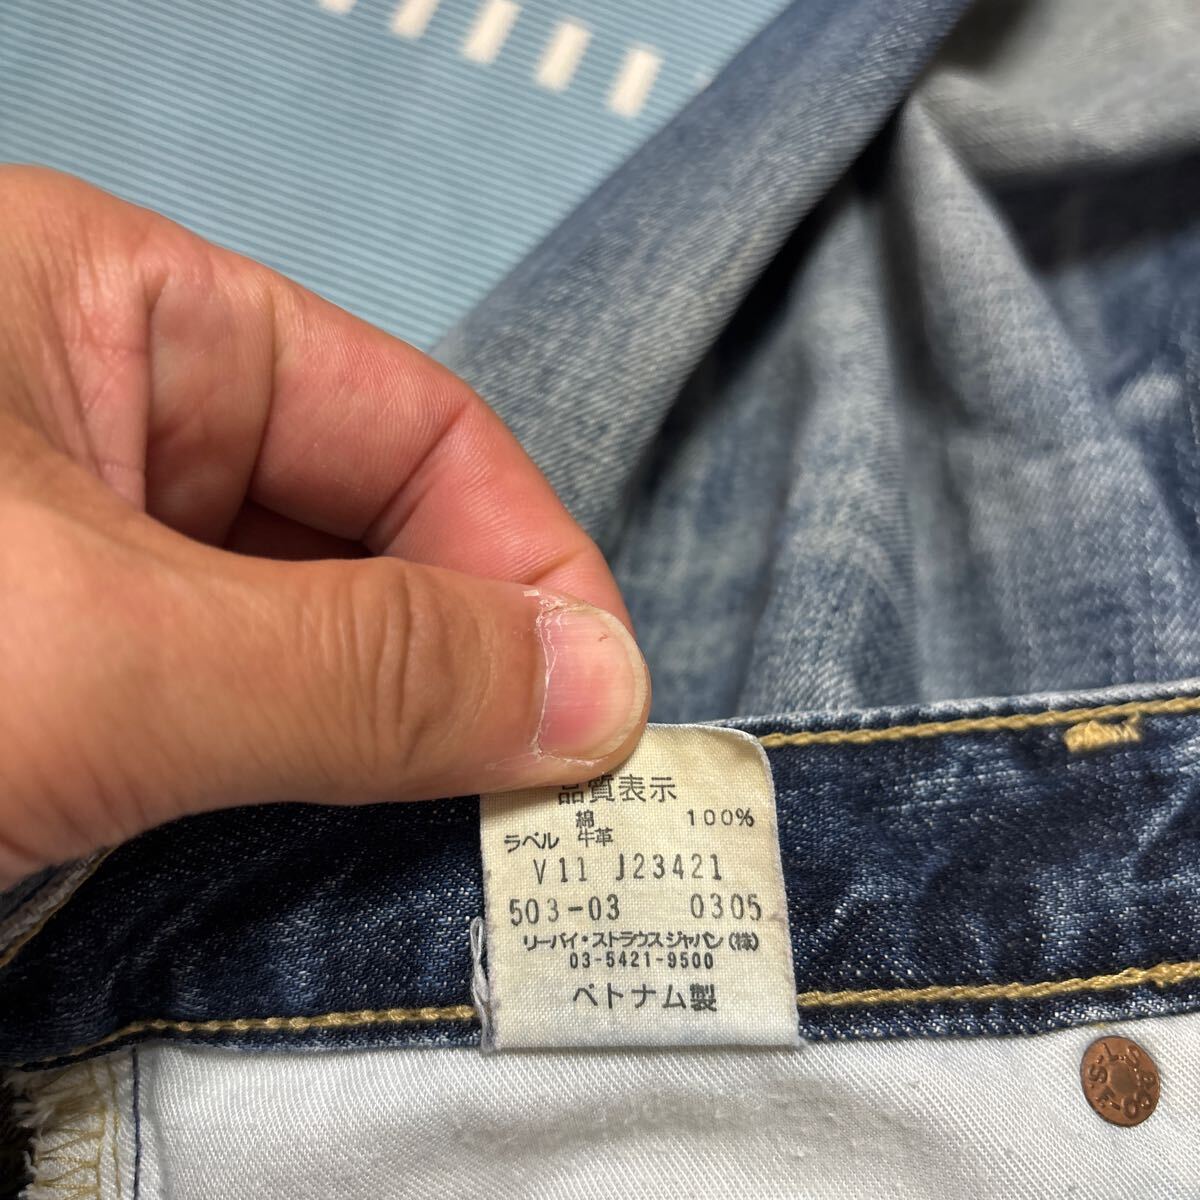 品質表示
綿 100%
ラベル 牛革
V11 J23421
503-03 0305
リーバイ・ストラウスジャパン(株)
03-5421-9500
ベトナム製
L.S.&CO-S.F.